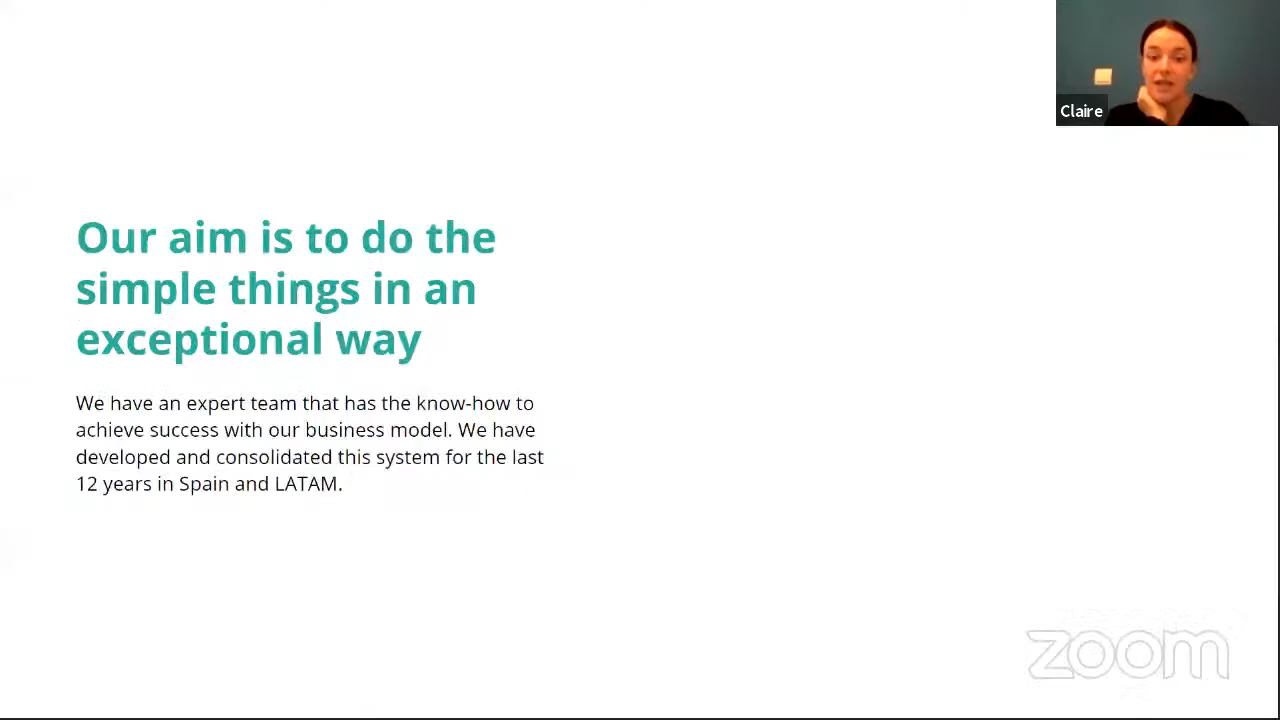 Claire
Our aim is to do the
simple things in an
exceptional way
We have an expert team that has the know-how to
achieve success with our business model. We have
developed and consolidated this system for the last
12 years in Spain and LATAM.
zoom